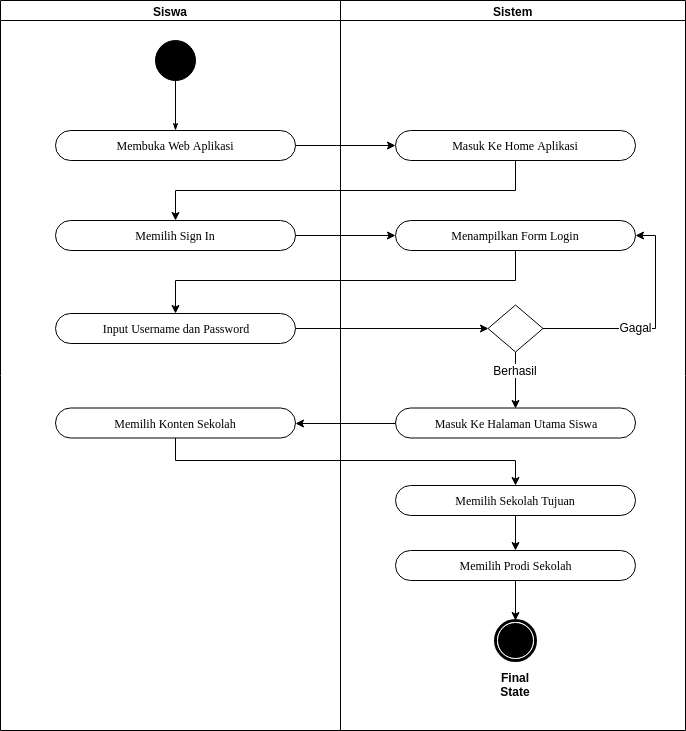 Siswa
Sistem
Membuka Web Aplikasi
Masuk Ke Home Aplikasi
Memilih Sign In
Menampilkan Form Login
Input Username dan Password
Gagal
Berhasil
Memilih Konten Sekolah
Masuk Ke Halaman Utama Siswa
Memilih Sekolah Tujuan
Memilih Prodi Sekolah
Final
State